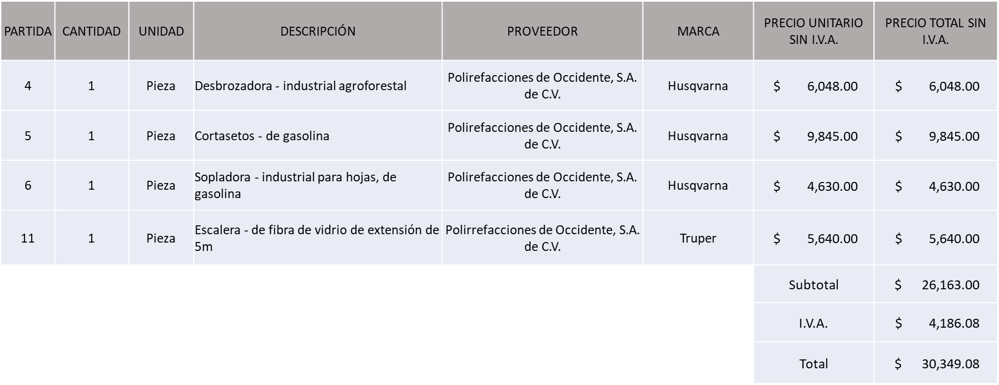 PARTIDA CANTIDAD UNIDAD DESCRIPCIÓN PROVEEDOR MARCA PRECIO UNITARIO SIN I.V.A. PRECIO TOTAL SIN I.V.A.
4 1 Pieza Desbrozadora - industrial agroforestal Polirefacciones de Occidente, S.A. de C.V. Husqvarna $ 6,048.00 $ 6,048.00
5 1 Pieza Cortasetos - de gasolina Polirefacciones de Occidente, S.A. de C.V. Husqvarna $ 9,845.00 $ 9,845.00
6 1 Pieza Sopladora - industrial para hojas, de gasolina Polirefacciones de Occidente, S.A. de C.V. Husqvarna $ 4,630.00 $ 4,630.00
11 1 Pieza Escalera - de fibra de vidrio de extensión de 5m Polirrefacciones de Occidente, S.A. de C.V. Truper $ 5,640.00 $ 5,640.00
Subtotal $ 26,163.00
I.V.A. $ 4,186.08
Total $ 30,349.08